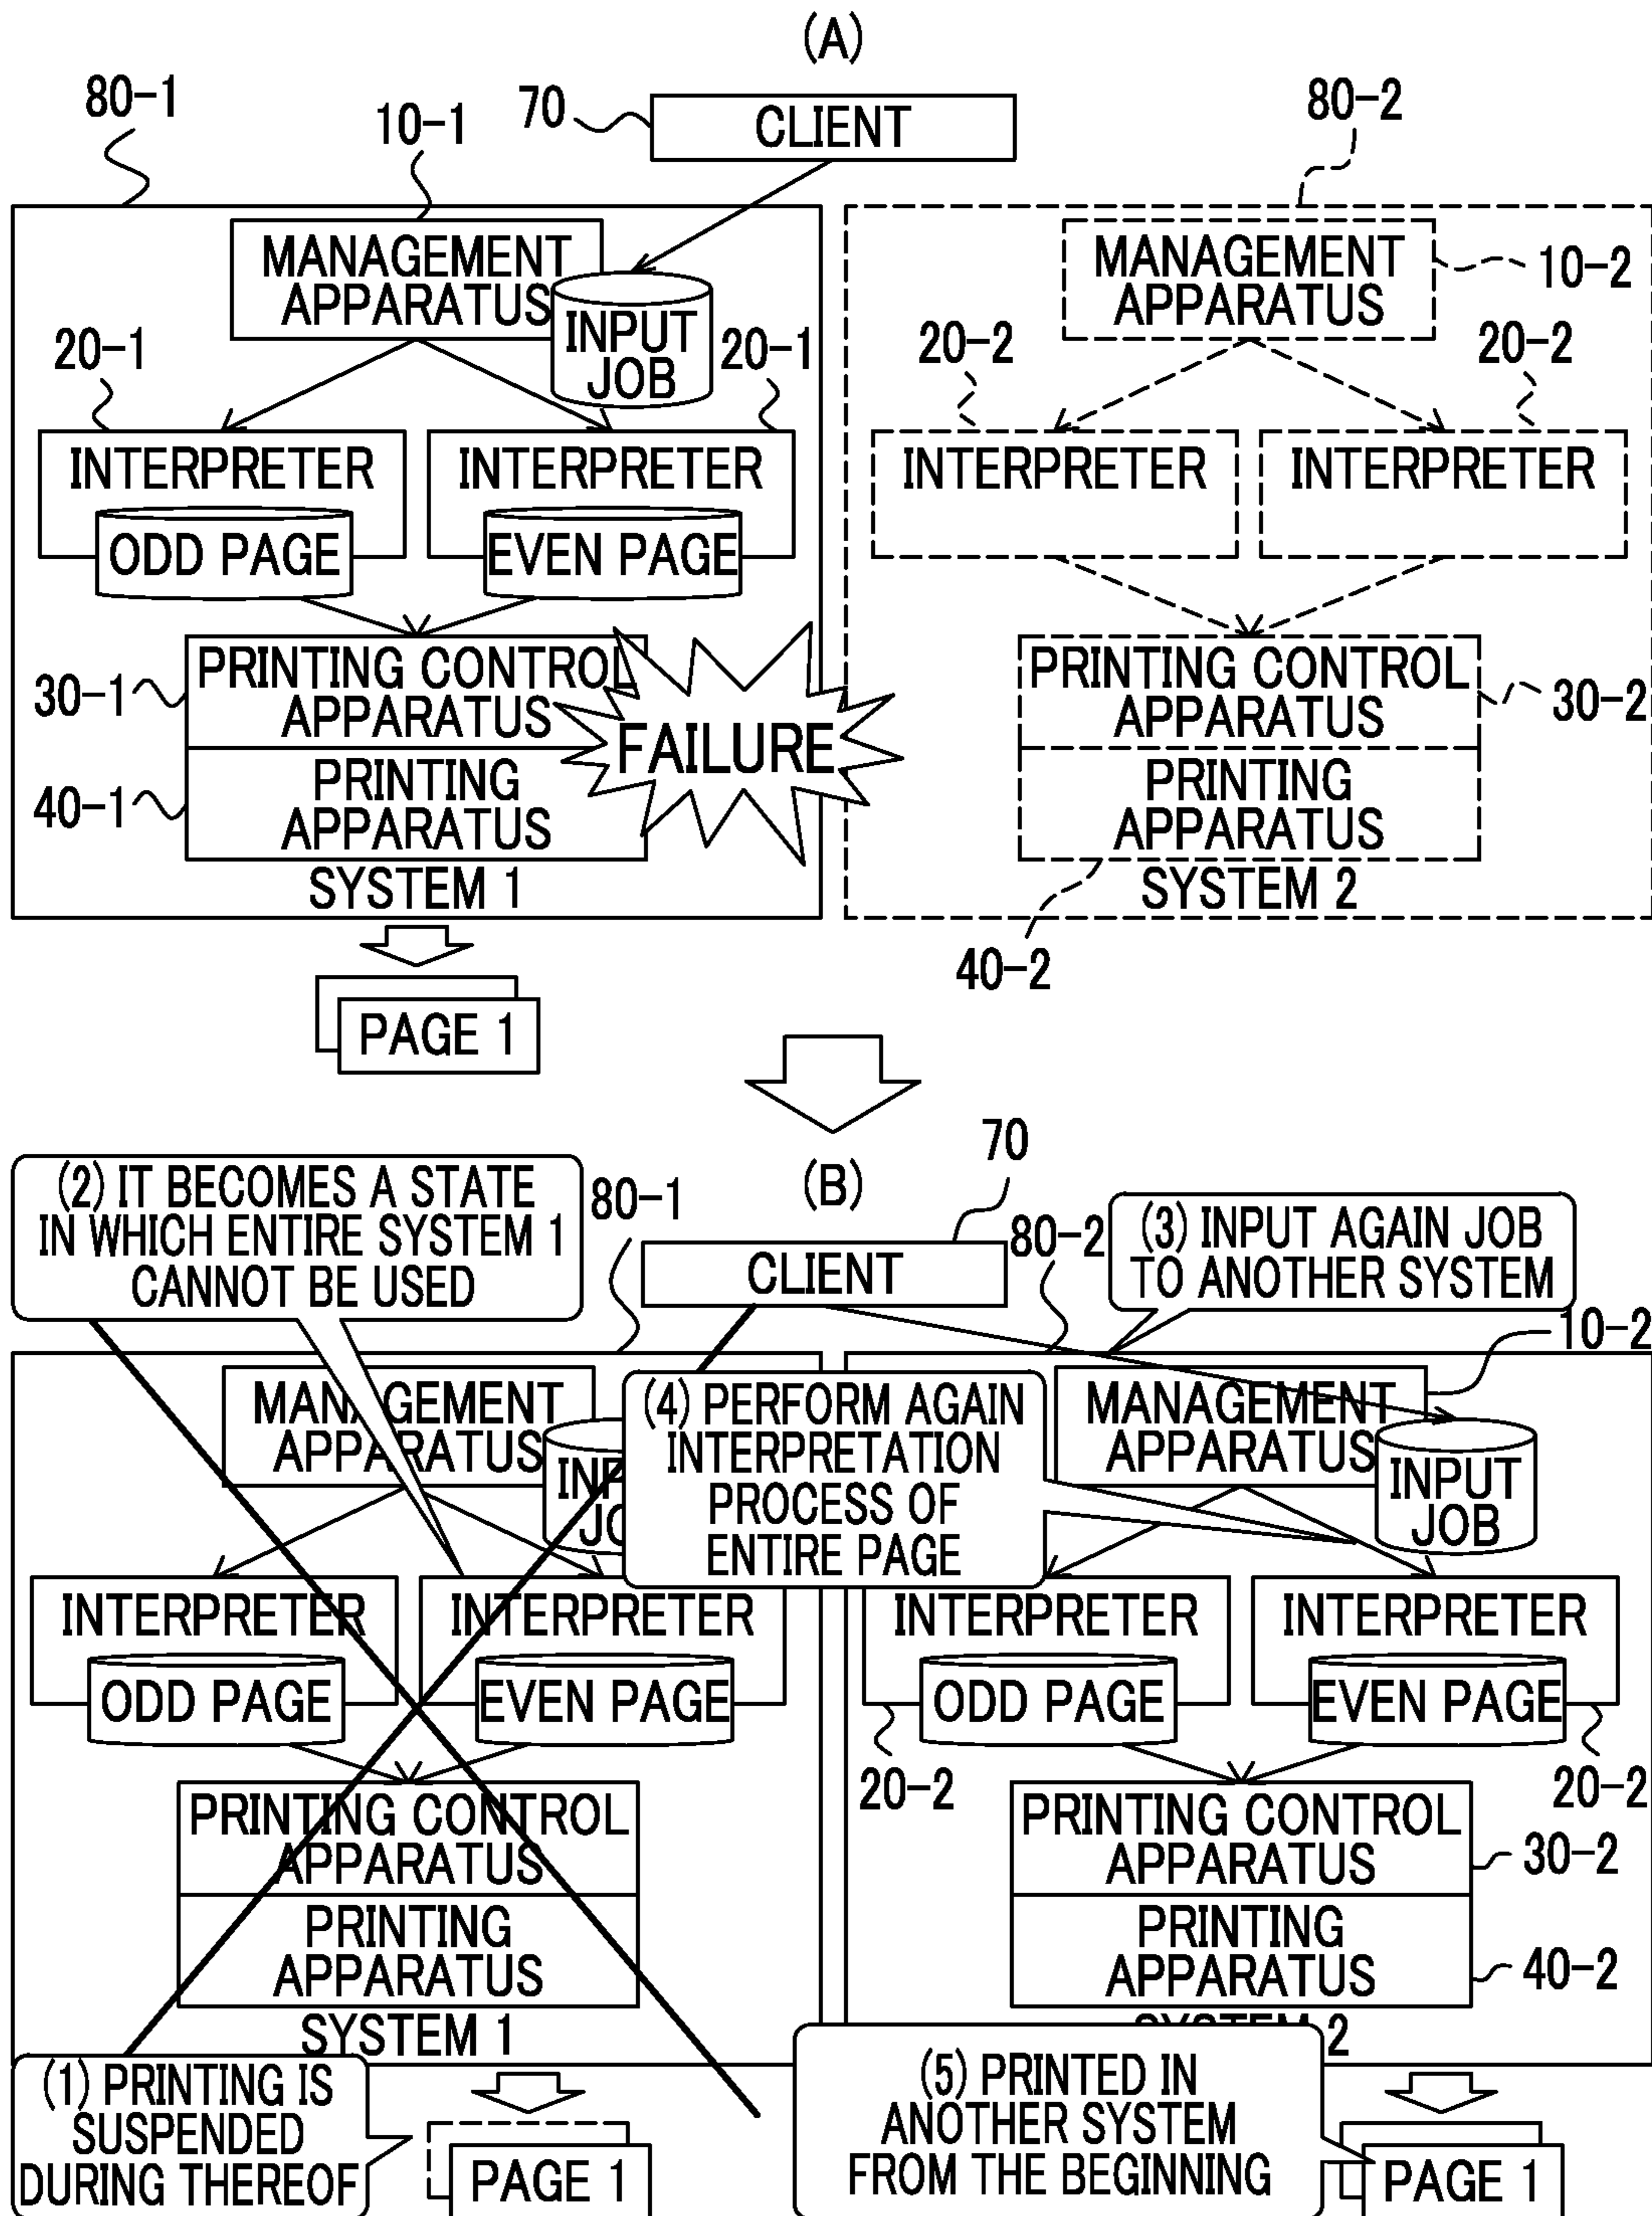 (A)
80-1
10-1
70
CLIENT
80-2
MANAGEMENT
APPARATUS
INPUT
JOB
20-1
20-1
MANAGEMENT
APPARATUS
10-2
20-2
20-2
INTERPRETER
ODD PAGE
INTERPRETER
EVEN PAGE
INTERPRETER
INTERPRETER
30-1
PRINTING CONTROL
APPARATUS
FAILURE
40-1
PRINTING
APPARATUS
SYSTEM 1
PRINTING CONTROL
APPARATUS
30-2
PRINTING
APPARATUS
SYSTEM 2
40-2
PAGE 1
(B)
(2) IT BECOMES A STATE
IN WHICH ENTIRE SYSTEM 1
CANNOT BE USED
80-1
70
CLIENT
80-2
(3) INPUT AGAIN JOB
TO ANOTHER SYSTEM
10-2
MANAGEMENT
APPARATUS
(4) PERFORM AGAIN
INTERPRETATION
PROCESS OF
ENTIRE PAGE
MANAGEMENT
APPARATUS
INPUT
JOB
INTERPRETER
ODD PAGE
INTERPRETER
EVEN PAGE
INTERPRETER
ODD PAGE
INTERPRETER
EVEN PAGE
20-2
20-2
PRINTING CONTROL
APPARATUS
PRINTING
APPARATUS
SYSTEM 1
PRINTING CONTROL
APPARATUS
30-2
PRINTING
APPARATUS
40-2
2
(1) PRINTING IS
SUSPENDED
DURING THEREOF
PAGE 1
(5) PRINTED IN
ANOTHER SYSTEM
FROM THE BEGINNING
PAGE 1